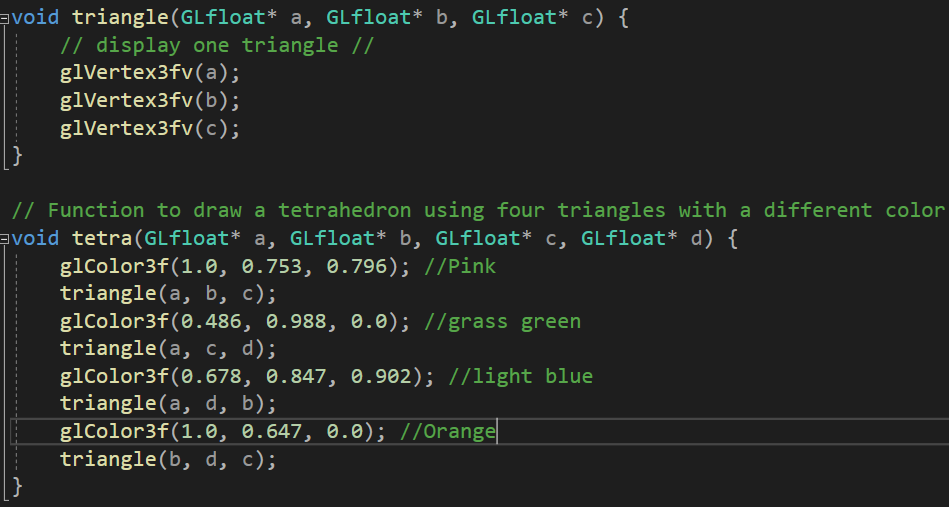 void triangle(GLfloat* a, GLfloat* b, GLfloat* c) {
    // display one triangle //
    glVertex3fv(a);
    glVertex3fv(b);
    glVertex3fv(c);
}

// Function to draw a tetrahedron using four triangles with a different color
void tetra(GLfloat* a, GLfloat* b, GLfloat* c, GLfloat* d) {
    glColor3f(1.0, 0.753, 0.796); //Pink
    triangle(a, b, c);
    glColor3f(0.486, 0.988, 0.0); //grass green
    triangle(a, c, d);
    glColor3f(0.678, 0.847, 0.902); //light blue
    triangle(a, d, b);
    glColor3f(1.0, 0.647, 0.0); //Orange
    triangle(b, d, c);
}